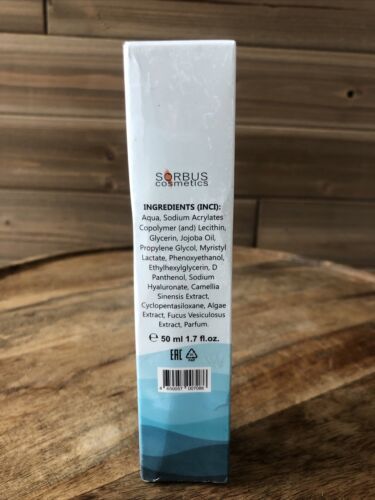 SORBUS
cosmetics
INGREDIENTS (INCI):
Aqua, Sodium Acrylates
Copolymer (and) Lecithin,
Glycerin, Jojoba Oil,
Propylene Glycol, Myristyl
Lactate, Phenoxyethanol,
Ethylhexylglycerin, D
Panthenol, Sodium
Hyaluronate, Camellia
Sinensis Extract,
Cyclopentasiloxane, Algae
Extract, Fucus Vesiculosus
Extract, Parfum.
℮ 50 ml 1.7 fl.oz.
EAC